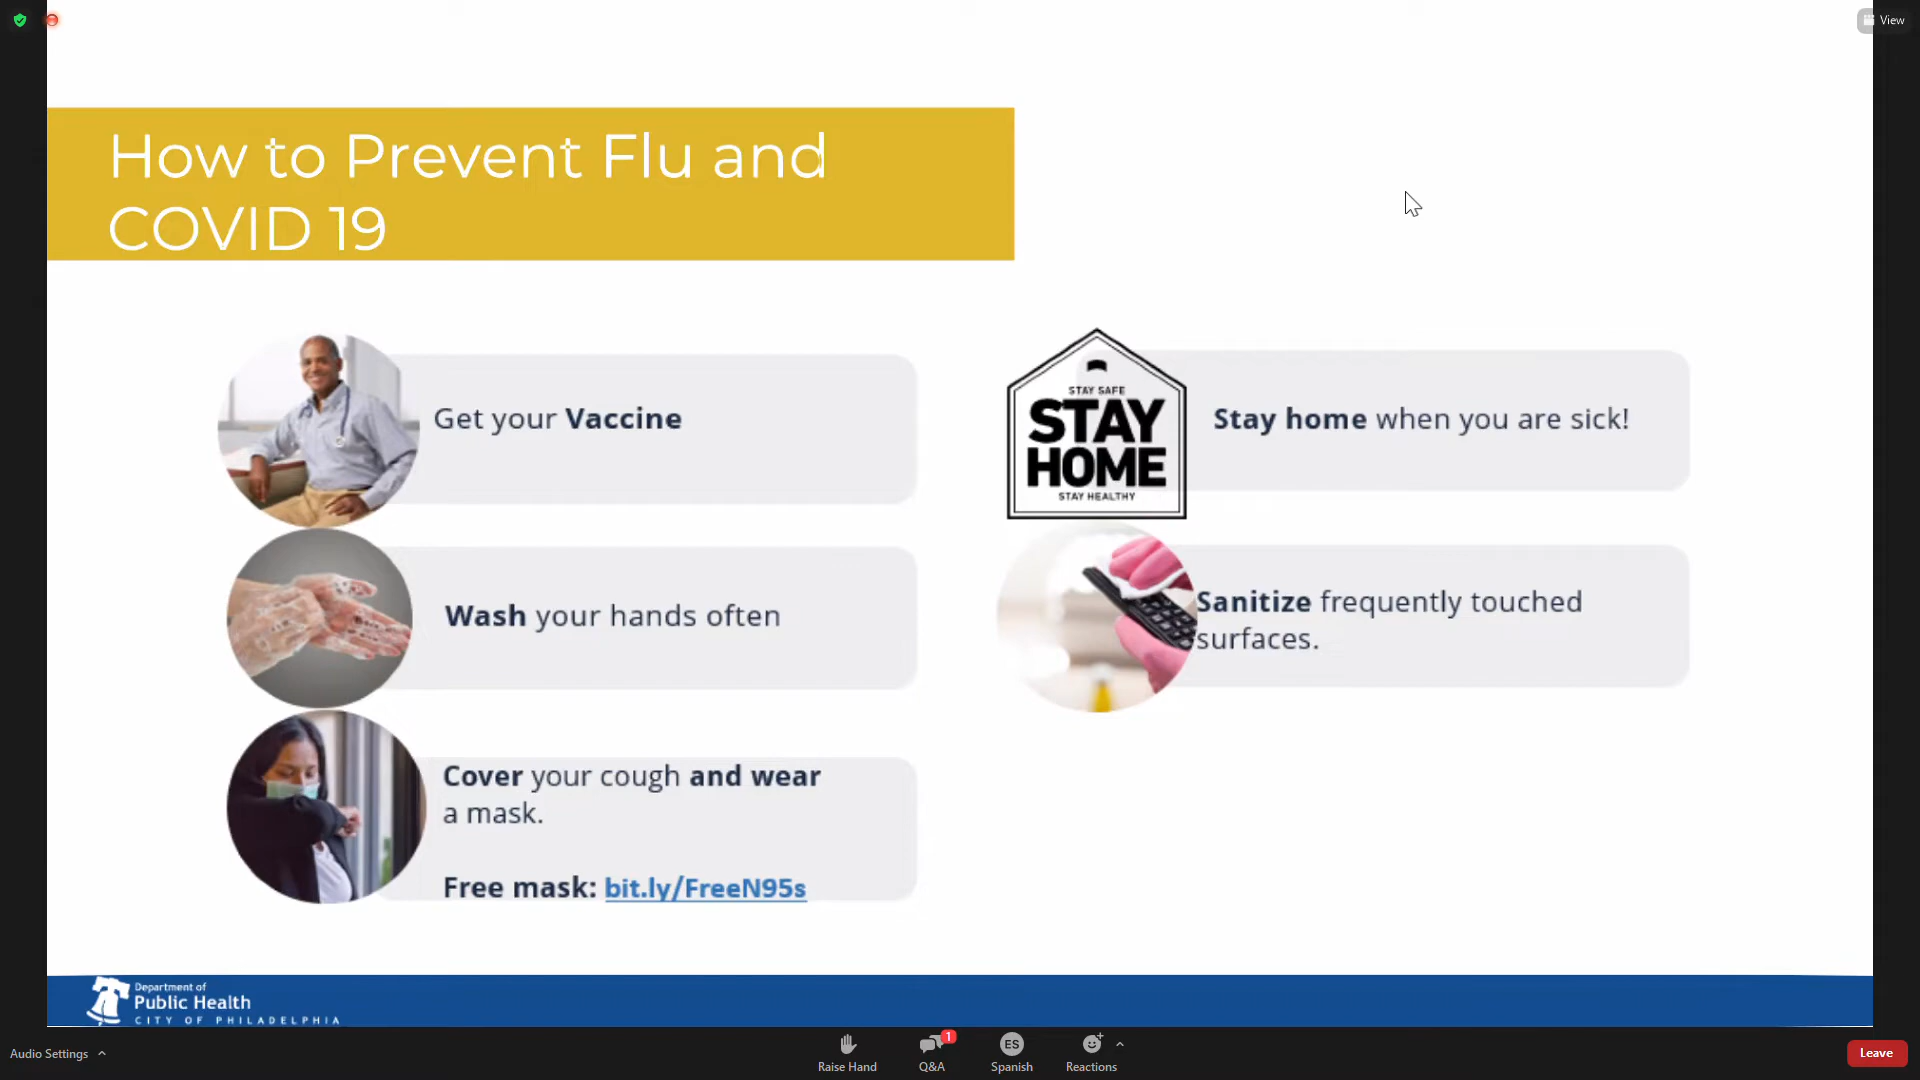 View
How to Prevent Flu and
COVID 19
Get your Vaccine
Wash your hands often
Cover your cough and wear
a mask.
Free mask: bit.ly/FreeN95s
STAY SAFE
STAY
HOME
STAY HEALTHY
Stay home when you are sick!
Sanitize frequently touched
surfaces.
Department of
Public Health
CITY OF PHILADELPHIA
Audio Settings
Raise Hand
1
Q&A
ES
Spanish
Reactions
Leave